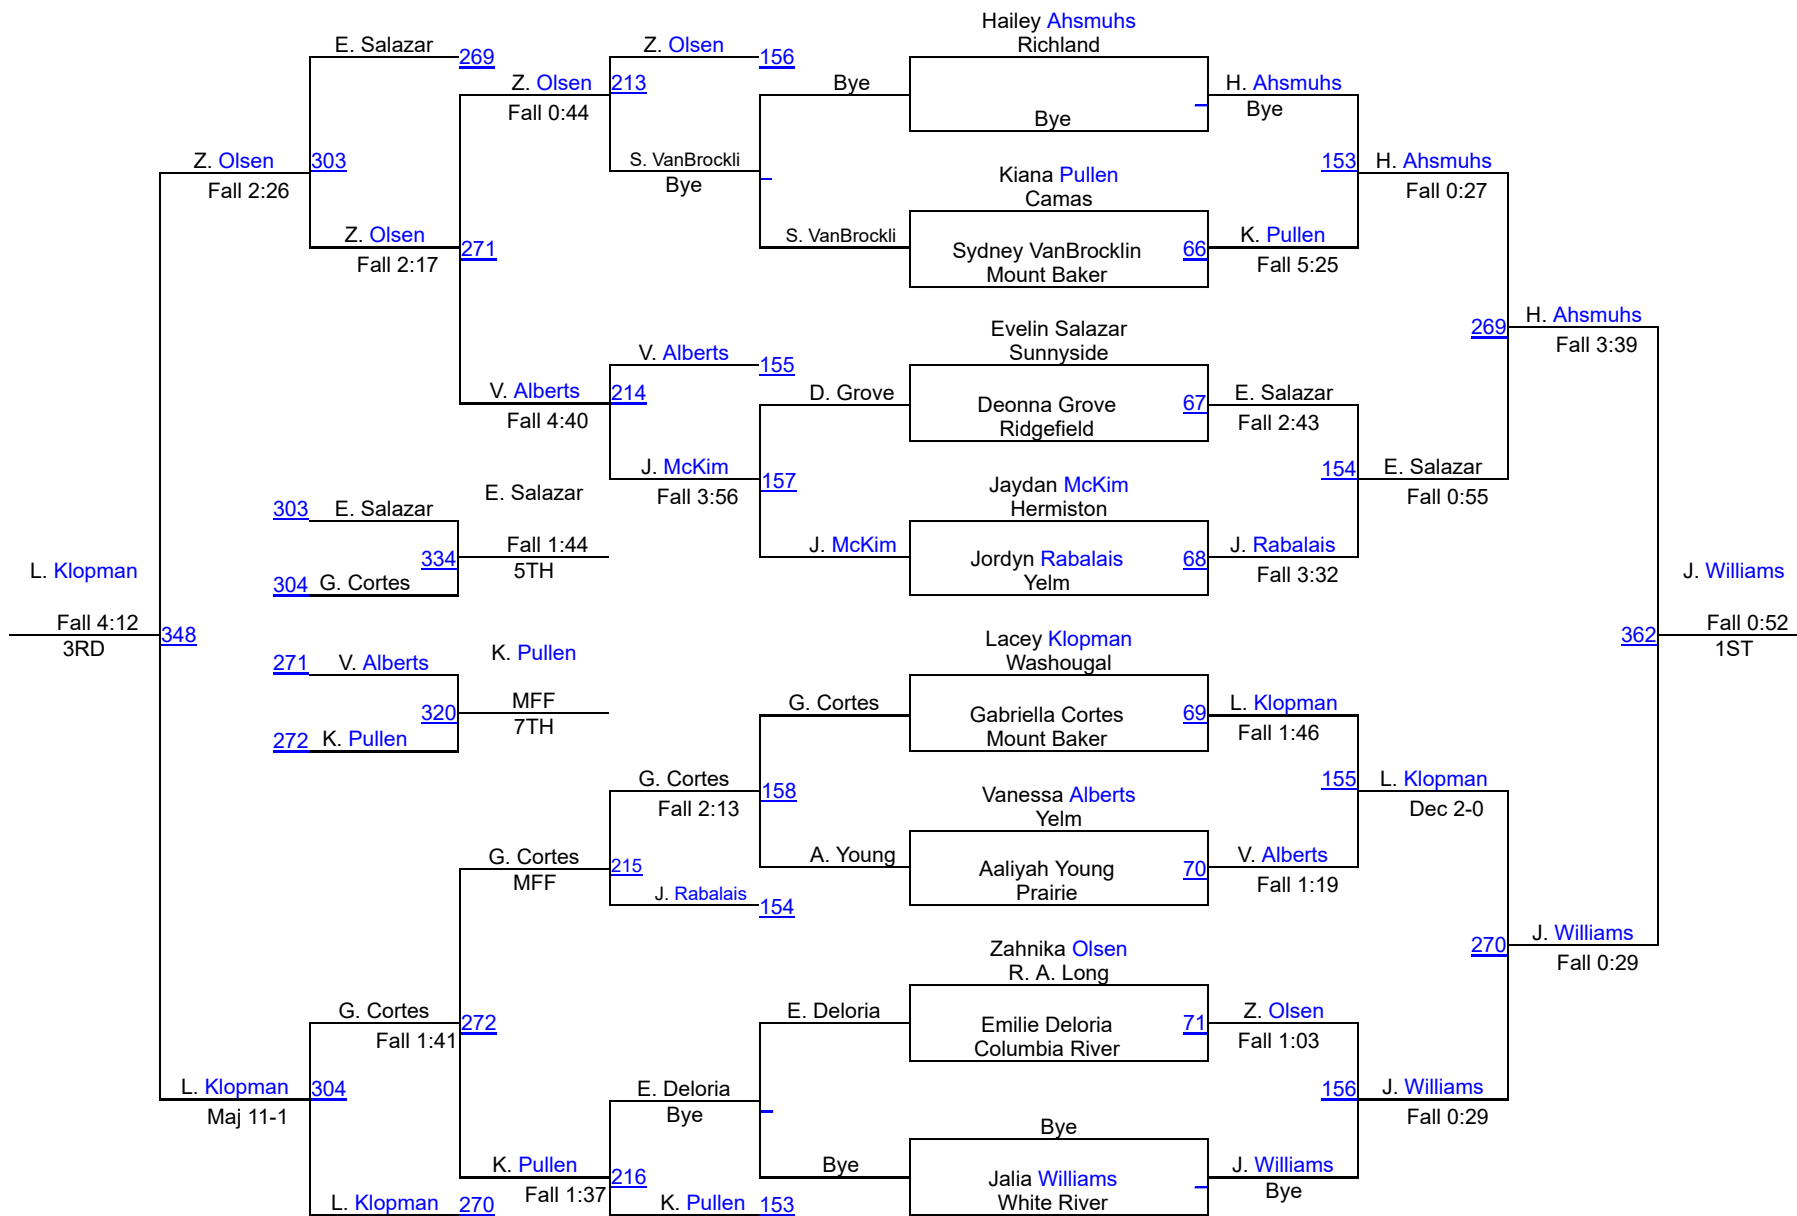 Hailey Ahsmuhs
E. Salazar
Z. Olsen
Richland
269
156
Z. Olsen
213
Bye
H. Ahsmuhs
Fall 0:44
Bye
Bye
Z. Olsen
303
S. VanBrockli
153
H. Ahsmuhs
Fall 2:26
Bye
Kiana Pullen
Fall 0:27
Camas
Z. Olsen
271
S. VanBrockli
Sydney VanBrocklin
66
K. Pullen
Fall 2:17
Mount Baker
Fall 5:25
Evelin Salazar
269
H. Ahsmuhs
V. Alberts
155
Sunnyside
Fall 3:39
V. Alberts
214
D. Grove
Deonna Grove
67
E. Salazar
Fall 4:40
Ridgefield
Fall 2:43
J. McKim
157
154
E. Salazar
E. Salazar
Fall 3:56
Jaydan McKim
Fall 0:55
303
E. Salazar
Hermiston
Fall 1:44
334
J. McKim
Jordyn Rabalais
68
J. Rabalais
304
G. Cortes
5TH
Yelm
Fall 3:32
L. Klopman
J. Williams
Fall 4:12
348
Lacey Klopman
362
Fall 0:52
3RD
K. Pullen
Washougal
1ST
271
V. Alberts
MFF
G. Cortes
Gabriella Cortes
69
L. Klopman
320
7TH
Mount Baker
Fall 1:46
272
K. Pullen
G. Cortes
158
Vanessa Alberts
155
L. Klopman
Fall 2:13
Yelm
Dec 2-0
G. Cortes
215
A. Young
Aaliyah Young
70
V. Alberts
MFF
Prairie
Fall 1:19
J. Rabalais
154
Zahnika Olsen
270
J. Williams
R. A. Long
Fall 0:29
G. Cortes
272
E. Deloria
Emilie Deloria
71
Z. Olsen
Fall 1:41
Columbia River
Fall 1:03
L. Klopman
304
E. Deloria
156
J. Williams
Maj 11-1
Bye
Bye
Fall 0:29
K. Pullen
216
Bye
Jalia Williams
J. Williams
Fall 1:37
White River
Bye
L. Klopman
270
K. Pullen
153